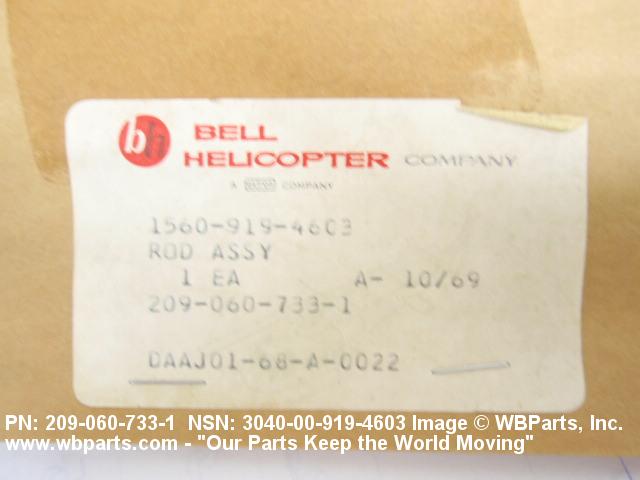 bh BELL
HELICOPTER COMPANY
A textron COMPANY
1560-919-4603
ROD ASSY
1 EA A- 10/69
209-060-733-1
DAAJ01-68-A-0022
PN: 209-060-733-1 NSN: 3040-00-919-4603 Image © WBParts, Inc.
www.wbparts.com - "Our Parts Keep the World Moving"